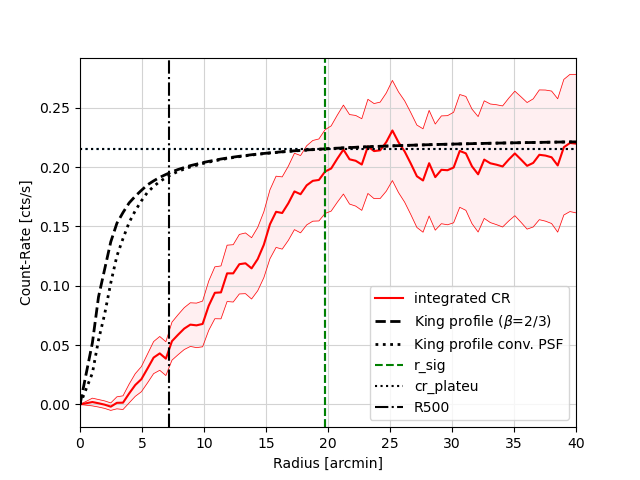 0.25
0.20
0.15
0.10
0.05
0.00
Count-Rate [cts/s]
integrated CR
King profile (β=2/3)
King profile conv. PSF
r_sig
cr_plateu
R500
0 5 10 15 20 25 30 35 40
Radius [arcmin]